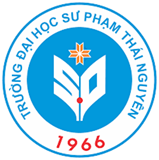 TRƯỜNG ĐẠI HỌC SƯ PHẠM THÁI NGUYÊN
SP
1966